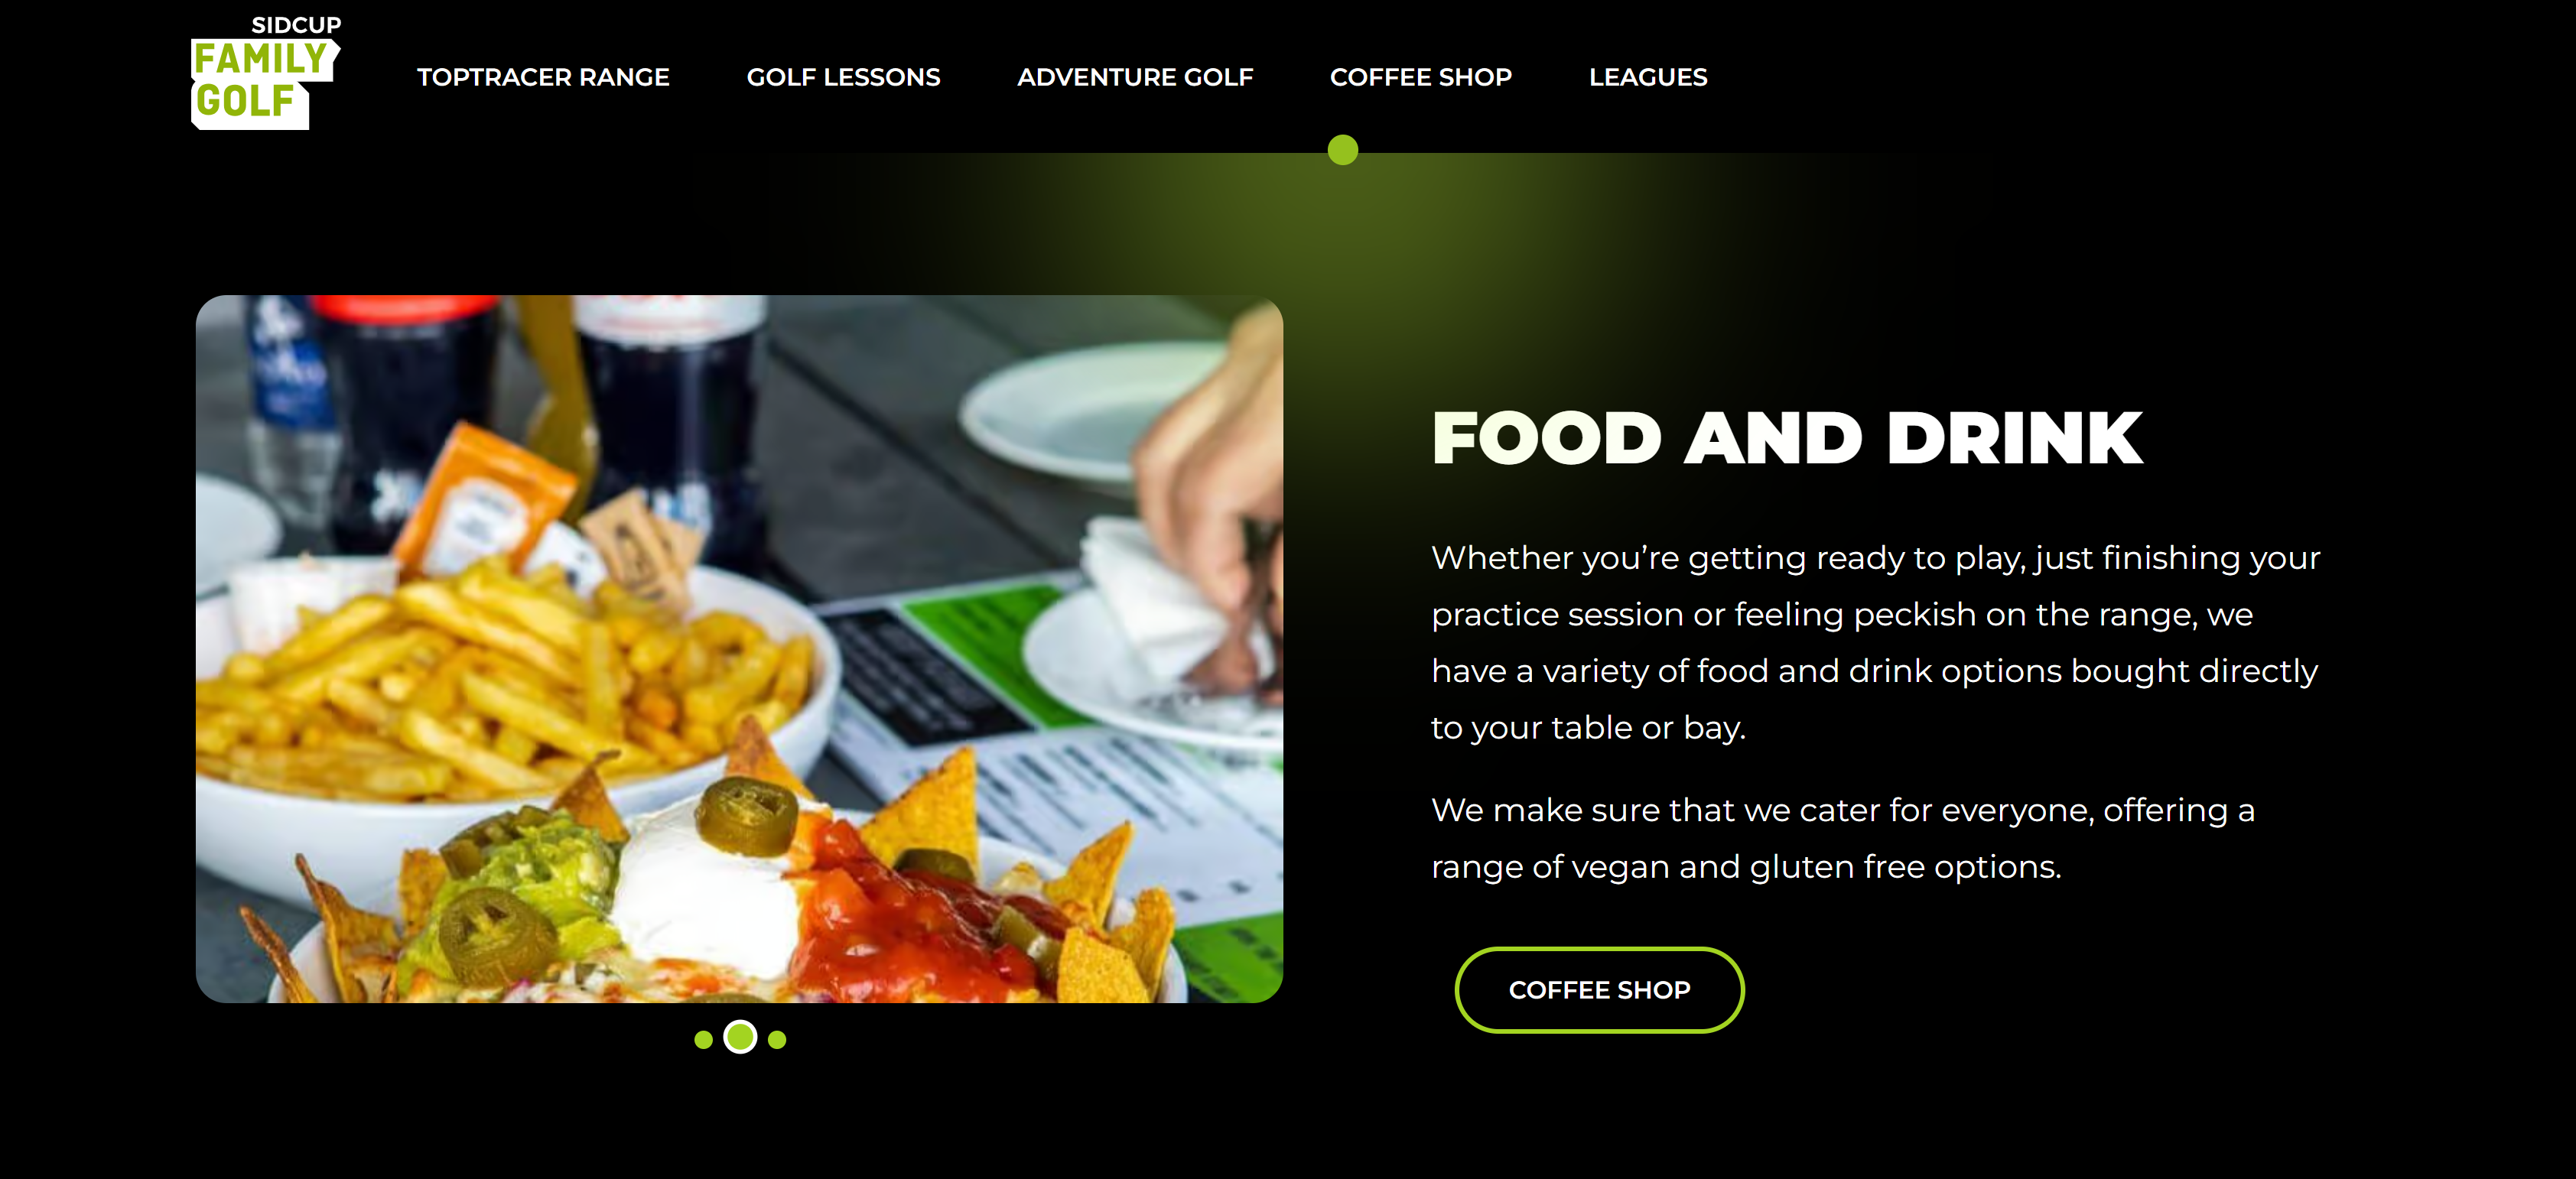 SIDCUP
FAMILY
GOLF
TOPTRACER RANGE
GOLF LESSONS
ADVENTURE GOLF
COFFEE SHOP
LEAGUES
FOOD AND DRINK
Whether you’re getting ready to play, just finishing your
practice session or feeling peckish on the range, we
have a variety of food and drink options bought directly
to your table or bay.
We make sure that we cater for everyone, offering a
range of vegan and gluten free options.
COFFEE SHOP